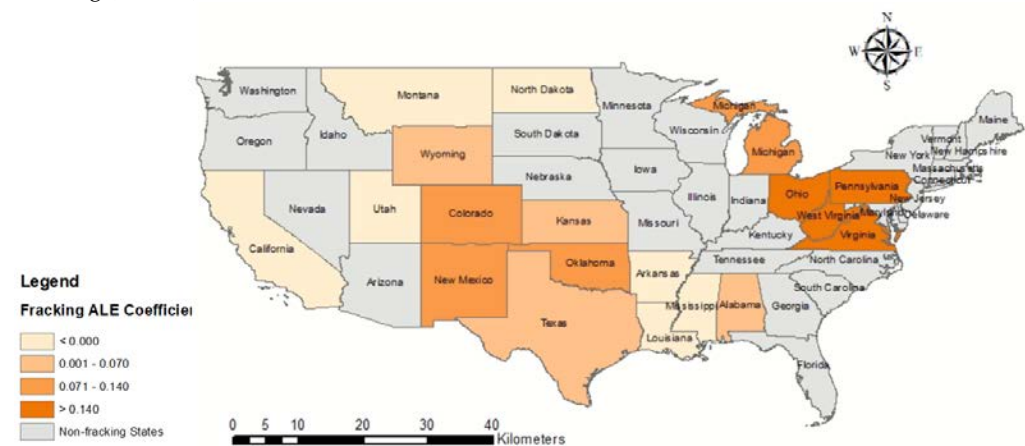 N
W E
S
Washington
Montana
North Dakota
Minnesota
Maine
Oregon
Idaho
South Dakota
Wisconsin
Michigan
Vermont
New Hampshire
New York
Wyoming
Michigan
Massachusetts
Connecticut
Iowa
Nebraska
Pennsylvania
New Jersey
Ohio
Illinois
Indiana
Nevada
Utah
Colorado
Maryland
Delaware
West Virginia
Kansas
Missouri
Virginia
Kentucky
California
Tennessee
North Carolina
Oklahoma
Arkansas
Arizona
New Mexico
South Carolina
Mississippi
Alabama
Georgia
Texas
Louisiana
Florida
Legend
Fracking ALE Coefficier
< 0.000
0.001 - 0.070
0.071 - 0.140
> 0.140
Non-fracking States
0 5 10 20 30 40
Kilometers